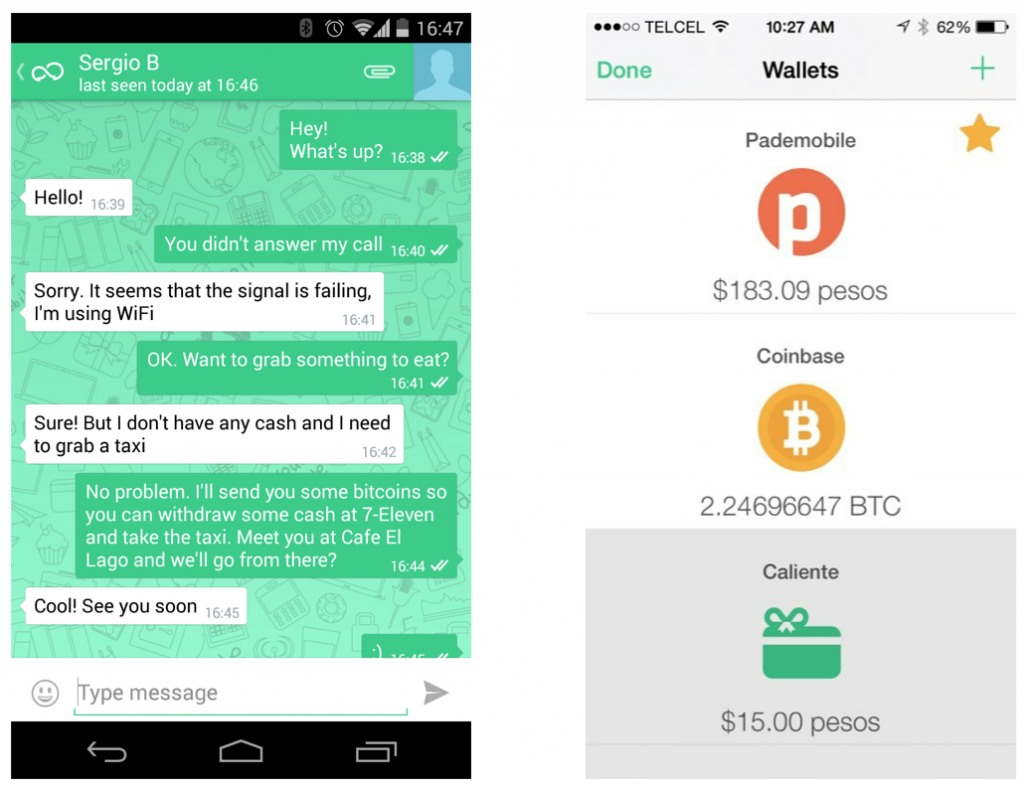 16:47
Sergio B
last seen today at 16:46
Hey!
What's up? 16:38
Hello! 16:39
You didn't answer my call 16:40
Sorry. It seems that the signal is failing,
I'm using WiFi
16:41
OK. Want to grab something to eat?
16:41
Sure! But I don't have any cash and I need
to grab a taxi
16:42
No problem. I'll send you some bitcoins so
you can withdraw some cash at 7-Eleven
and take the taxi. Meet you at Cafe El
Lago and we'll go from there? 16:44
Cool! See you soon 16:45
:) 16:45
Type message
TELCEL 10:27 AM 62%
Done Wallets +
Pademobile
p
$183.09 pesos
Coinbase
₿
2.24696647 BTC
Caliente
$15.00 pesos